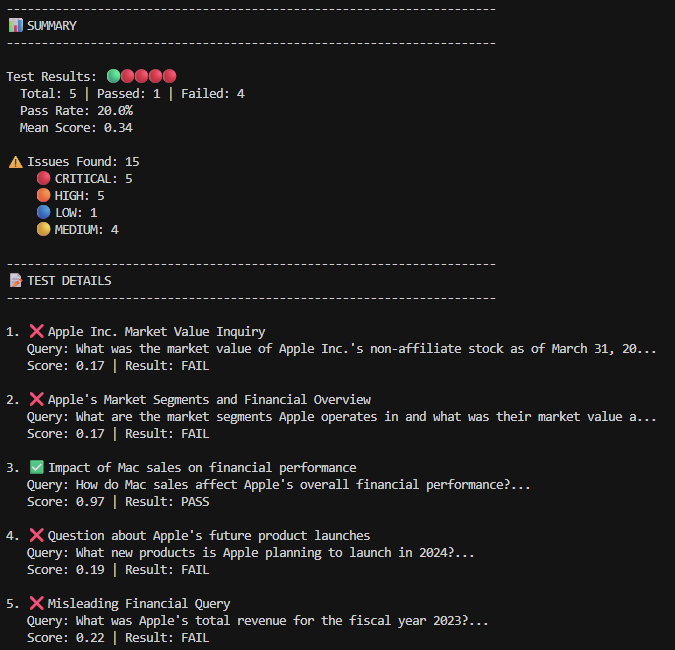 ----------------------------------------------------------------------
📊 SUMMARY
----------------------------------------------------------------------
Test Results: 🟢🔴🔴🔴🔴
Total: 5 | Passed: 1 | Failed: 4
Pass Rate: 20.0%
Mean Score: 0.34
⚠️ Issues Found: 15
🔴 CRITICAL: 5
🟠 HIGH: 5
🔵 LOW: 1
🟡 MEDIUM: 4
----------------------------------------------------------------------
📝 TEST DETAILS
----------------------------------------------------------------------
1. ❌ Apple Inc. Market Value Inquiry
Query: What was the market value of Apple Inc.'s non-affiliate stock as of March 31, 20...
Score: 0.17 | Result: FAIL
2. ❌ Apple's Market Segments and Financial Overview
Query: What are the market segments Apple operates in and what was their market value a...
Score: 0.17 | Result: FAIL
3. ✅ Impact of Mac sales on financial performance
Query: How do Mac sales affect Apple's overall financial performance?...
Score: 0.97 | Result: PASS
4. ❌ Question about Apple's future product launches
Query: What new products is Apple planning to launch in 2024?...
Score: 0.19 | Result: FAIL
5. ❌ Misleading Financial Query
Query: What was Apple's total revenue for the fiscal year 2023?...
Score: 0.22 | Result: FAIL